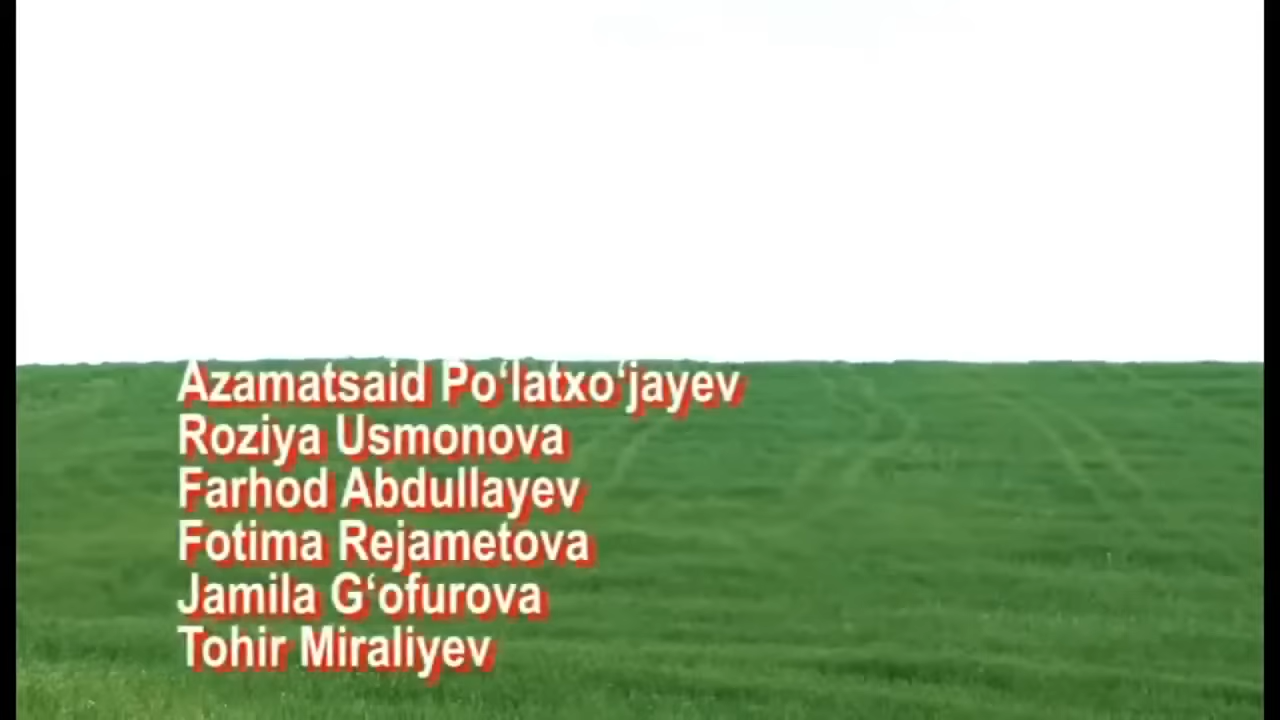 Azamatsaid Po‘latxo‘jayev
Roziya Usmonova
Farhod Abdullayev
Fotima Rejametova
Jamila G‘ofurova
Tohir Miraliyev